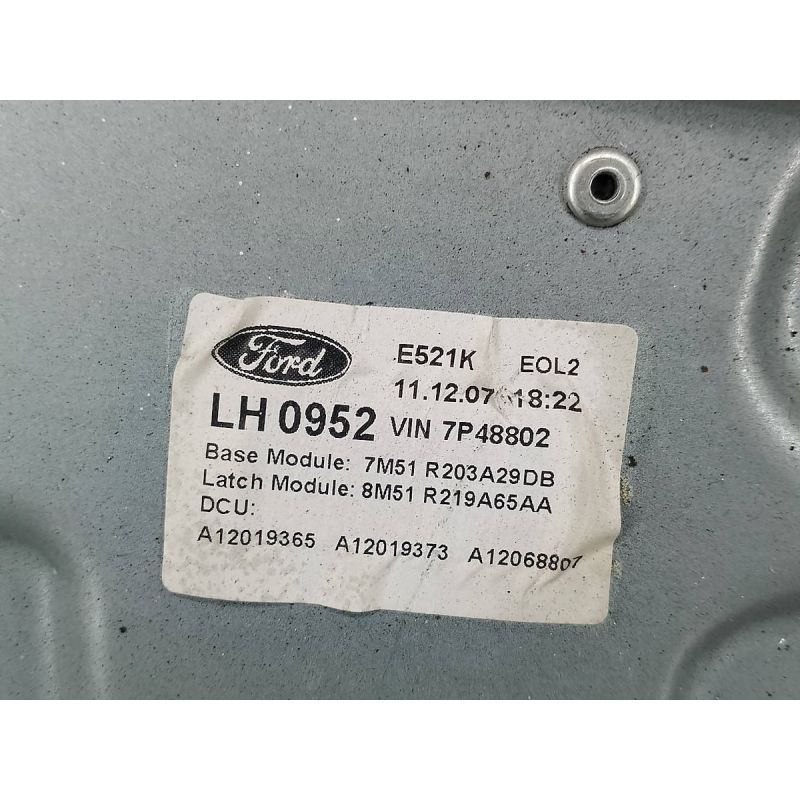 Ford E521K EOL2
11.12.07 18:22
LH 0952 VIN 7P48802
Base Module: 7M51 R203A29DB
Latch Module: 8M51 R219A65AA
DCU:
A12019365 A12019373 A12068807